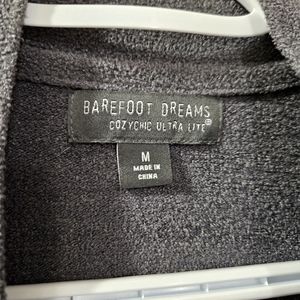 BAREFOOT DREAMS
COZYCHIC ULTRA LITE®
M
MADE IN
CHINA